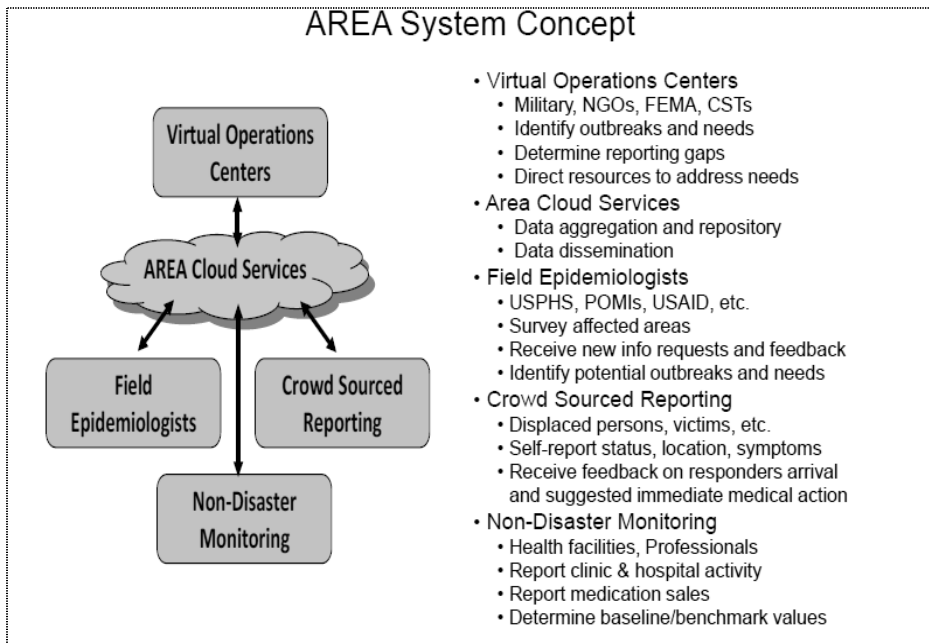 AREA System Concept
Virtual Operations
Centers
AREA Cloud Services
Field
Epidemiologists
Crowd Sourced
Reporting
Non-Disaster
Monitoring
• Virtual Operations Centers
• Military, NGOs, FEMA, CSTs
• Identify outbreaks and needs
• Determine reporting gaps
• Direct resources to address needs
• Area Cloud Services
• Data aggregation and repository
• Data dissemination
• Field Epidemiologists
• USPHS, POMIs, USAID, etc.
• Survey affected areas
• Receive new info requests and feedback
• Identify potential outbreaks and needs
• Crowd Sourced Reporting
• Displaced persons, victims, etc.
• Self-report status, location, symptoms
• Receive feedback on responders arrival
and suggested immediate medical action
• Non-Disaster Monitoring
• Health facilities, Professionals
• Report clinic & hospital activity
• Report medication sales
• Determine baseline/benchmark values